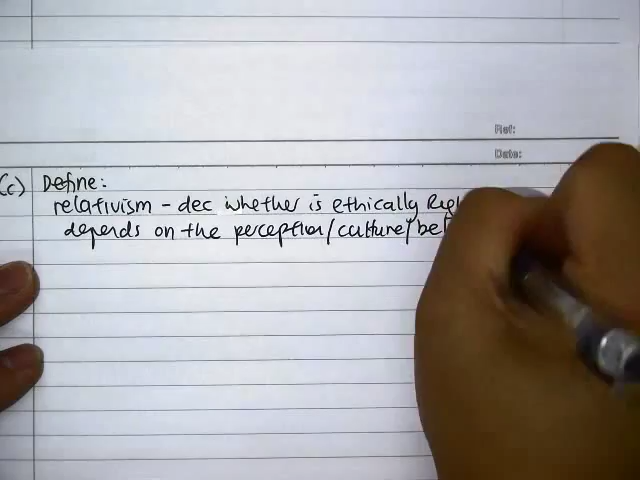 Ref:
Date:
(c) Define:
relativism - dec whether is ethically
depends on the perception/culture/